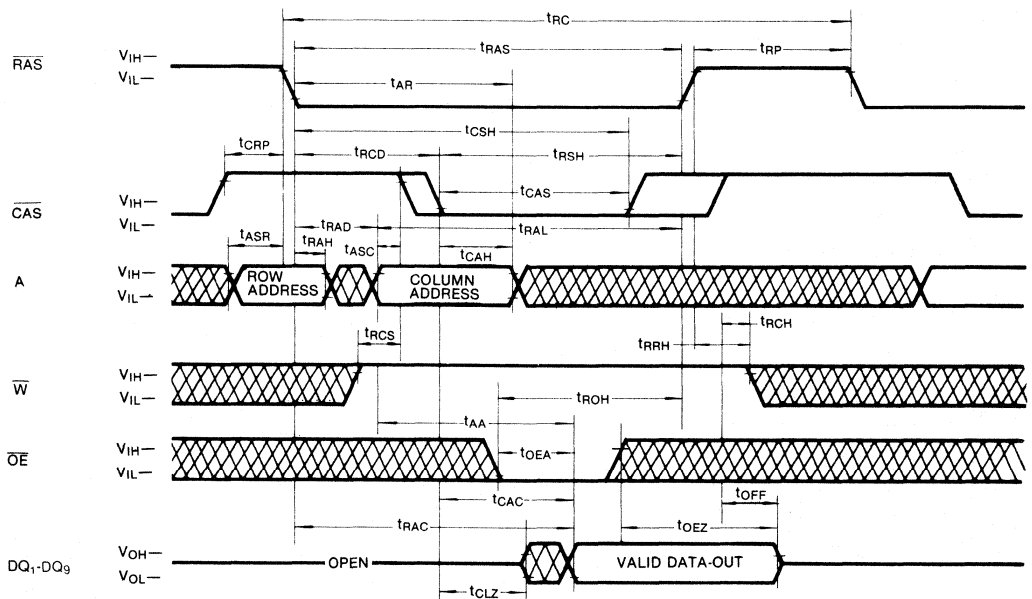 tRC
tRAS
tRP
RAS
VIH—
VIL—
tAR
tCSH
tCRP
tRCD
tRSH
CAS
VIH—
VIL—
tCAS
tRAD
tRAL
tASR
tRAH
tASC
tCAH
A
VIH—
VIL—
ROW ADDRESS
COLUMN ADDRESS
tRCS
tRCH
tRRH
W
VIH—
VIL—
tROH
tAA
OE
VIH—
VIL—
tOEA
tCAC
tOFF
tRAC
tOEZ
DQ1-DQ9
VOH—
VOL—
OPEN
VALID DATA-OUT
tCLZ